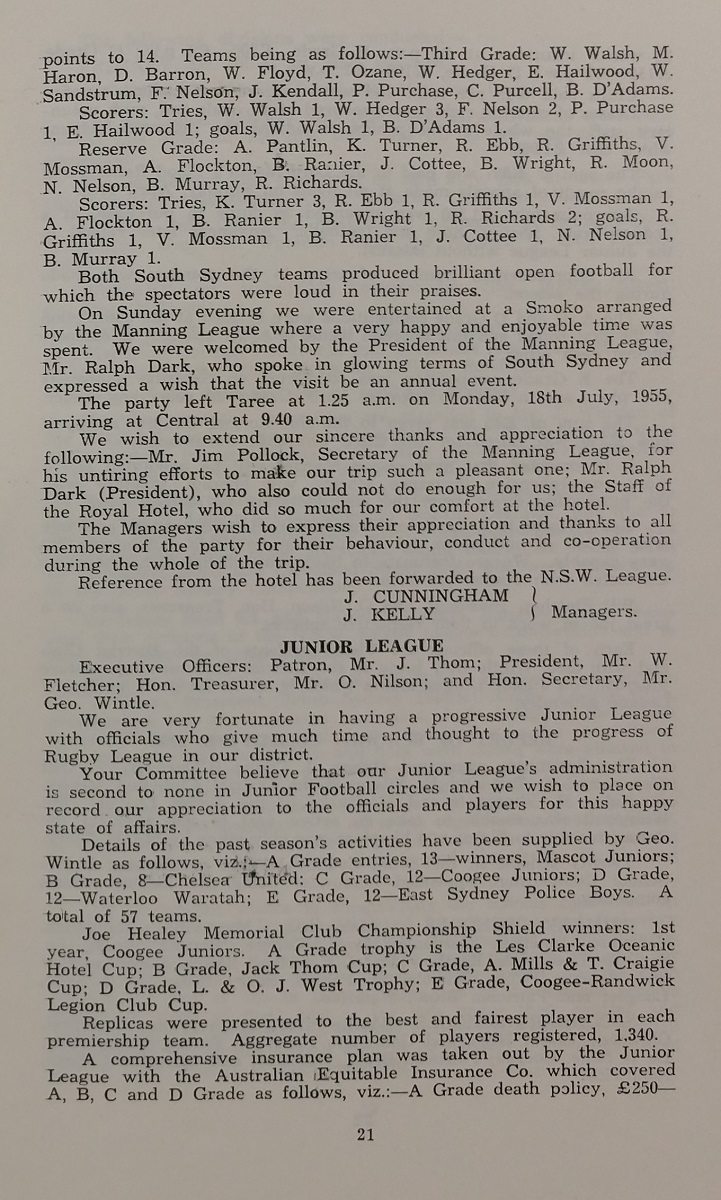 points to 14. Teams being as follows:—Third Grade: W. Walsh, M.
Haron, D. Barron, W. Floyd, T. Ozane, W. Hedger, E. Hailwood, W.
Sandstrum, F. Nelson, J. Kendall, P. Purchase, C. Purcell, B. D'Adams.
Scorers: Tries, W. Walsh 1, W. Hedger 3, F. Nelson 2, P. Purchase
1, E. Hailwood 1; goals, W. Walsh 1, B. D'Adams 1.
Reserve Grade: A. Pantlin, K. Turner, R. Ebb, R. Griffiths, V.
Mossman, A. Flockton, B. Ranier, J. Cottee, B. Wright, R. Moon,
N. Nelson, B. Murray, R. Richards.
Scorers: Tries, K. Turner 3, R. Ebb 1, R. Griffiths 1, V. Mossman 1,
A. Flockton 1, B. Ranier 1, B. Wright 1, R. Richards 2; goals, R.
Griffiths 1, V. Mossman 1, B. Ranier 1, J. Cottee 1, N. Nelson 1,
B. Murray 1.
Both South Sydney teams produced brilliant open football for
which the spectators were loud in their praises.
On Sunday evening we were entertained at a Smoko arranged
by the Manning League where a very happy and enjoyable time was
spent. We were welcomed by the President of the Manning League,
Mr. Ralph Dark, who spoke in glowing terms of South Sydney and
expressed a wish that the visit be an annual event.
The party left Taree at 1.25 a.m. on Monday, 18th July, 1955,
arriving at Central at 9.40 a.m.
We wish to extend our sincere thanks and appreciation to the
following:—Mr. Jim Pollock, Secretary of the Manning League, for
his untiring efforts to make our trip such a pleasant one; Mr. Ralph
Dark (President), who also could not do enough for us; the Staff of
the Royal Hotel, who did so much for our comfort at the hotel.
The Managers wish to express their appreciation and thanks to all
members of the party for their behaviour, conduct and co-operation
during the whole of the trip.
Reference from the hotel has been forwarded to the N.S.W. League.
J. CUNNINGHAM
J. KELLY } Managers.
JUNIOR LEAGUE
Executive Officers: Patron, Mr. J. Thom; President, Mr. W.
Fletcher; Hon. Treasurer, Mr. O. Nilson; and Hon. Secretary, Mr.
Geo. Wintle.
We are very fortunate in having a progressive Junior League
with officials who give much time and thought to the progress of
Rugby League in our district.
Your Committee believe that our Junior League's administration
is second to none in Junior Football circles and we wish to place on
record our appreciation to the officials and players for this happy
state of affairs.
Details of the past season's activities have been supplied by Geo.
Wintle as follows, viz.:—A Grade entries, 13—winners, Mascot Juniors;
B Grade, 8—Chelsea United: C Grade, 12—Coogee Juniors; D Grade,
12—Waterloo Waratah; E Grade, 12—East Sydney Police Boys. A
total of 57 teams.
Joe Healey Memorial Club Championship Shield winners: 1st
year, Coogee Juniors. A Grade trophy is the Les Clarke Oceanic
Hotel Cup; B Grade, Jack Thom Cup; C Grade, A. Mills & T. Craigie
Cup; D Grade, L. & O. J. West Trophy; E Grade, Coogee-Randwick
Legion Club Cup.
Replicas were presented to the best and fairest player in each
premiership team. Aggregate number of players registered, 1,340.
A comprehensive insurance plan was taken out by the Junior
League with the Australian Equitable Insurance Co. which covered
A, B, C and D Grade as follows, viz.:—A Grade death policy, £250—
21